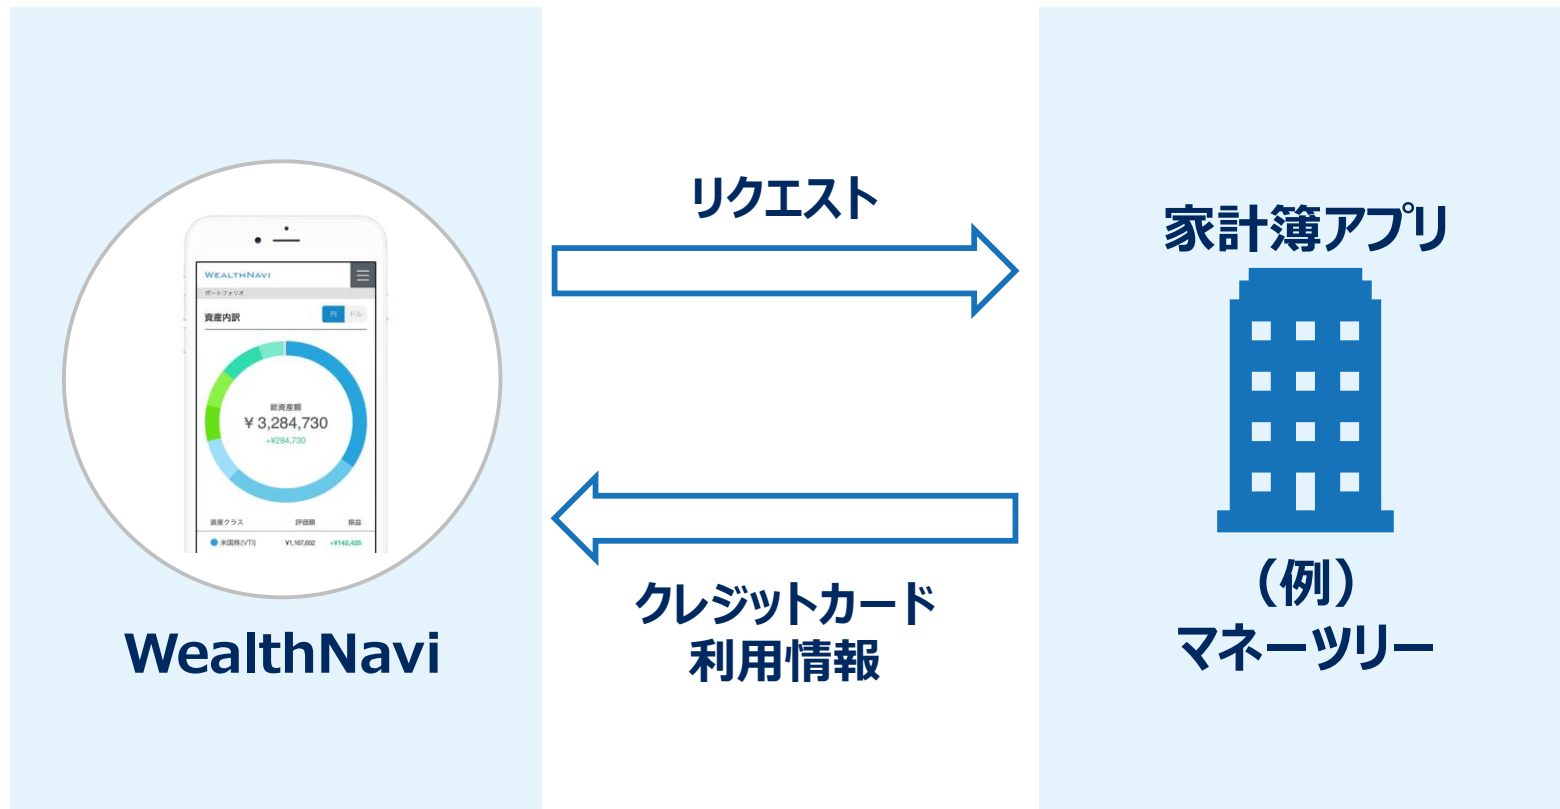 リクエスト
家計簿アプリ
WEALTHNAVI
ポートフォリオ
資産内訳
円 ドル
総資産額
¥ 3,284,730
+¥284,730
資産クラス 評価額 損益
米国株(VTI) ¥1,167,652 +¥142,425
WealthNavi
クレジットカード
利用情報
（例）
マネーツリー